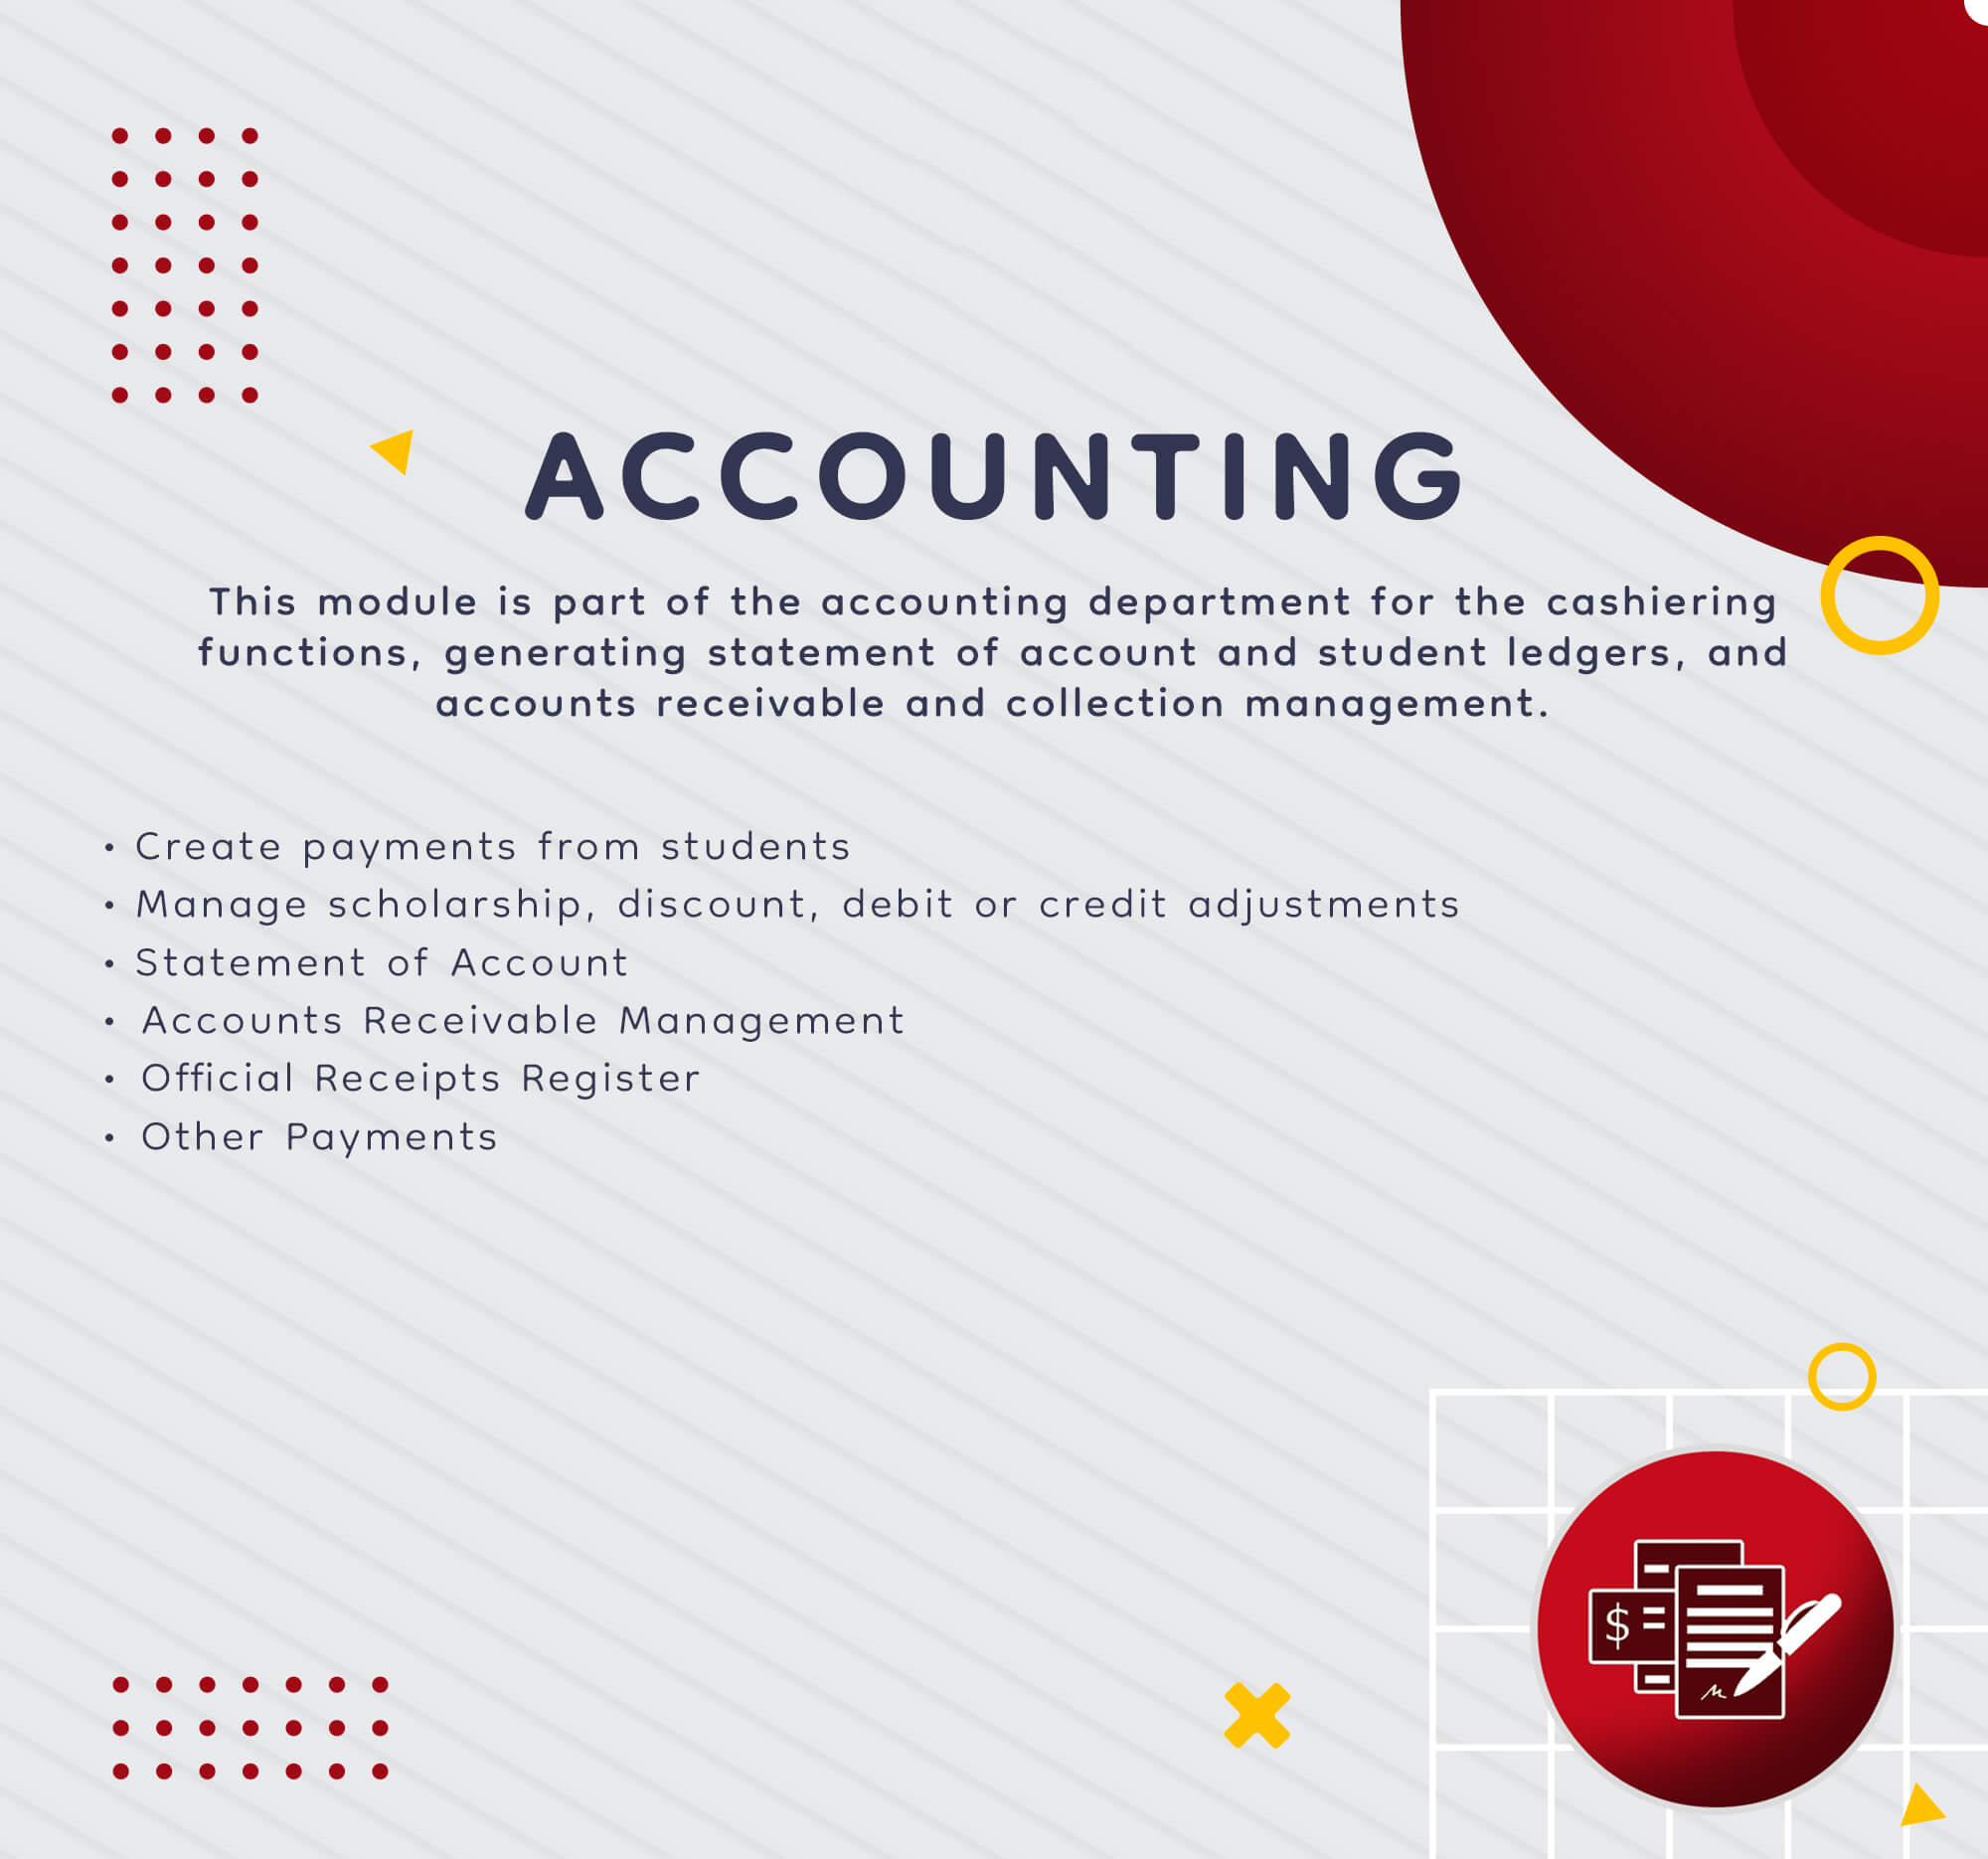 ACCOUNTING
This module is part of the accounting department for the cashiering
functions, generating statement of account and student ledgers, and
accounts receivable and collection management.
• Create payments from students
• Manage scholarship, discount, debit or credit adjustments
• Statement of Account
• Accounts Receivable Management
• Official Receipts Register
• Other Payments
$